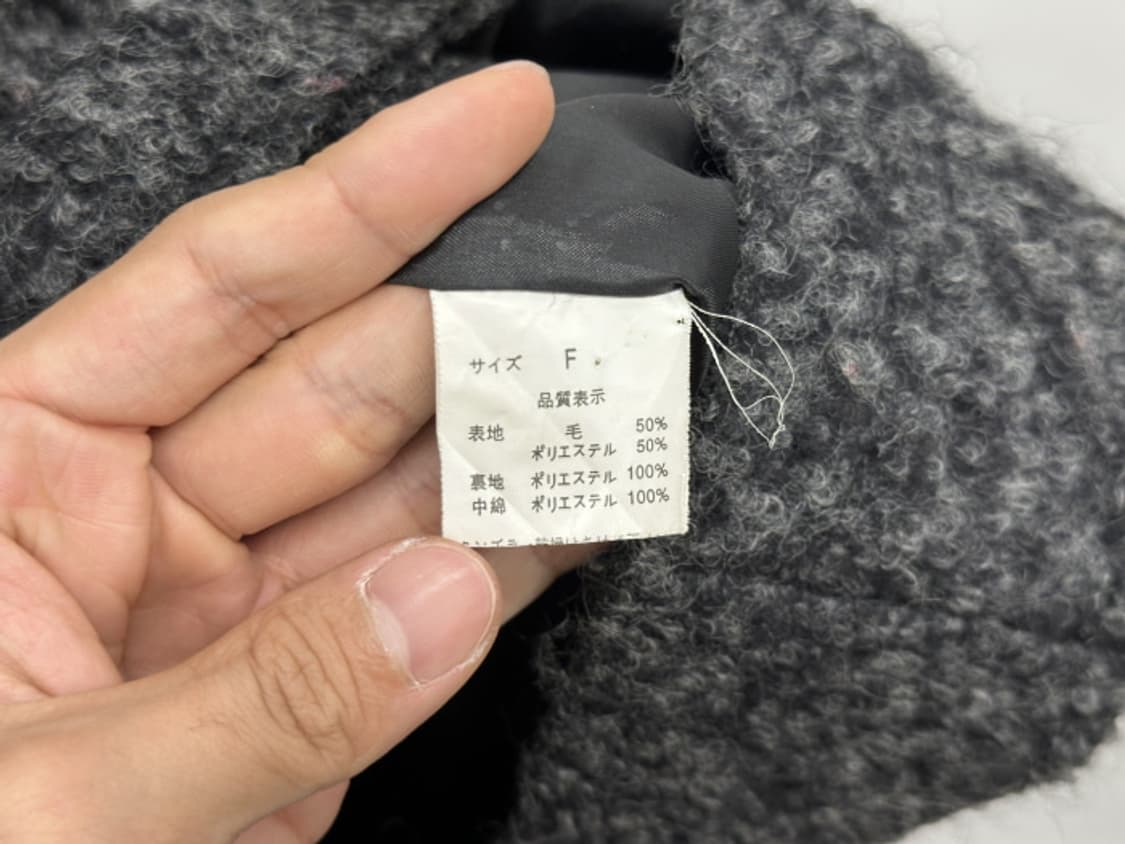 サイズ F
品質表示
表地 毛 50%
ポリエステル 50%
裏地 ポリエステル 100%
中綿 ポリエステル 100%